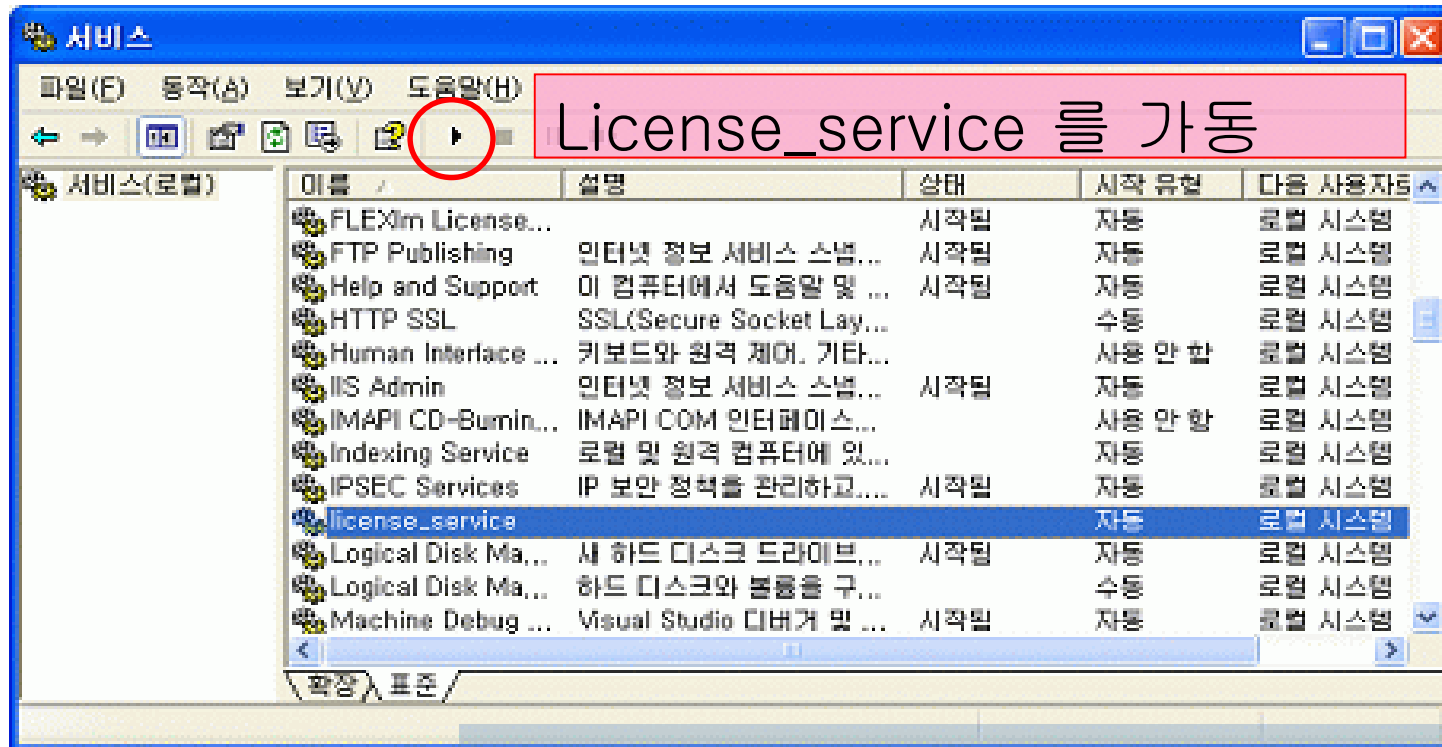 서비스
파일(F) 동작(A) 보기(V) 도움말(H)
License_service 를 가동
서비스(로컬)
이름 설명 상태 시작 유형 다음 사용자로
FLEXlm License... 시작됨 자동 로컬 시스템
FTP Publishing 인터넷 정보 서비스 스냅... 시작됨 자동 로컬 시스템
Help and Support 이 컴퓨터에서 도움말 및 ... 시작됨 자동 로컬 시스템
HTTP SSL SSL(Secure Socket Lay... 수동 로컬 시스템
Human Interface ... 키보드와 원격 제어, 기타... 사용 안 함 로컬 시스템
IIS Admin 인터넷 정보 서비스 스냅... 시작됨 자동 로컬 시스템
IMAPI CD-Burnin... IMAPI COM 인터페이스... 사용 안 함 로컬 시스템
Indexing Service 로컬 및 원격 컴퓨터에 있... 자동 로컬 시스템
IPSEC Services IP 보안 정책을 관리하고,... 시작됨 자동 로컬 시스템
license_service 자동 로컬 시스템
Logical Disk Ma... 새 하드 디스크 드라이브... 시작됨 자동 로컬 시스템
Logical Disk Ma... 하드 디스크와 볼륨을 구... 수동 로컬 시스템
Machine Debug ... Visual Studio 디버거 및 ... 시작됨 자동 로컬 시스템
확장 표준